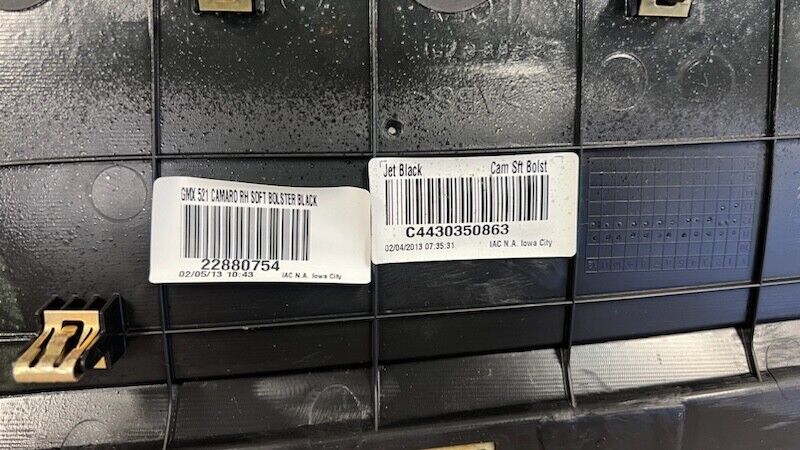 GMX 521 CAMARO RH SOFT BOLSTER BLACK
22880754
02/05/13 10:43 IAC N.A. Iowa City
Jet Black Cam Sft Bolst
C4430350863
02/04/2013 07:35:31 IAC N.A. Iowa City